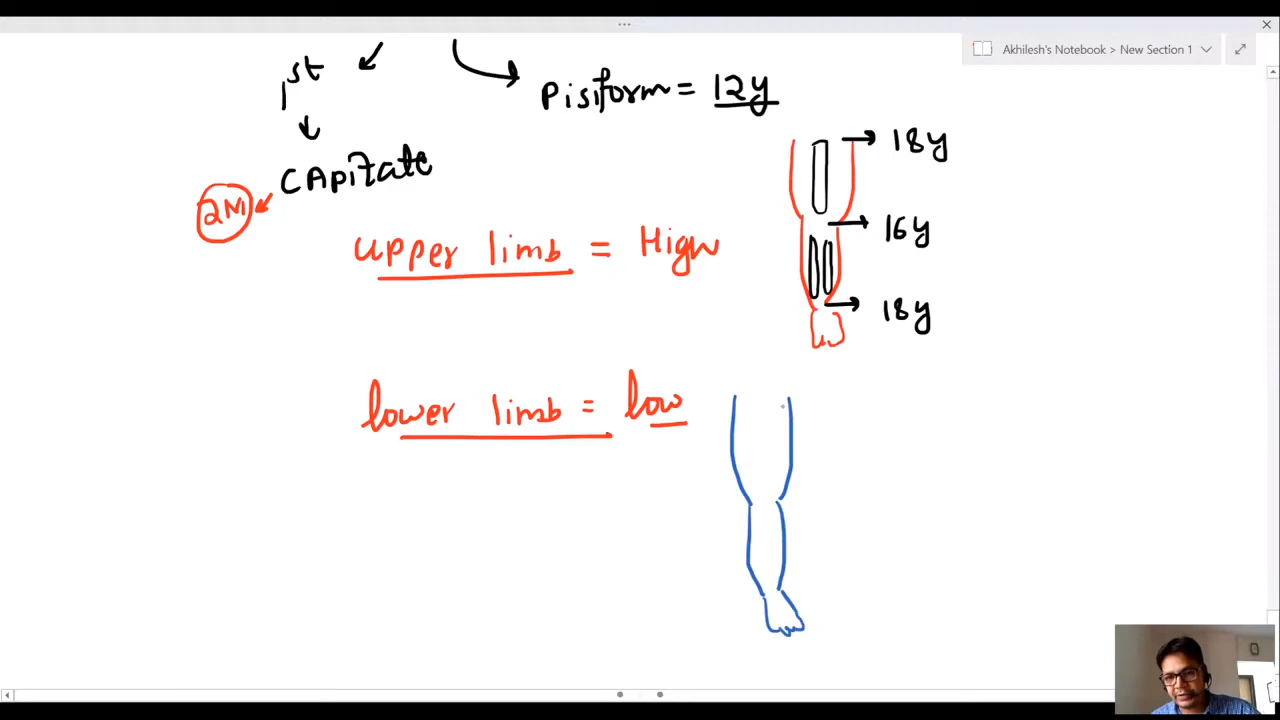 Akhilesh's Notebook > New Section 1
1st
Pisiform = 12y
CApitate
2M
18y
upper limb = High
16y
18y
lower limb = low